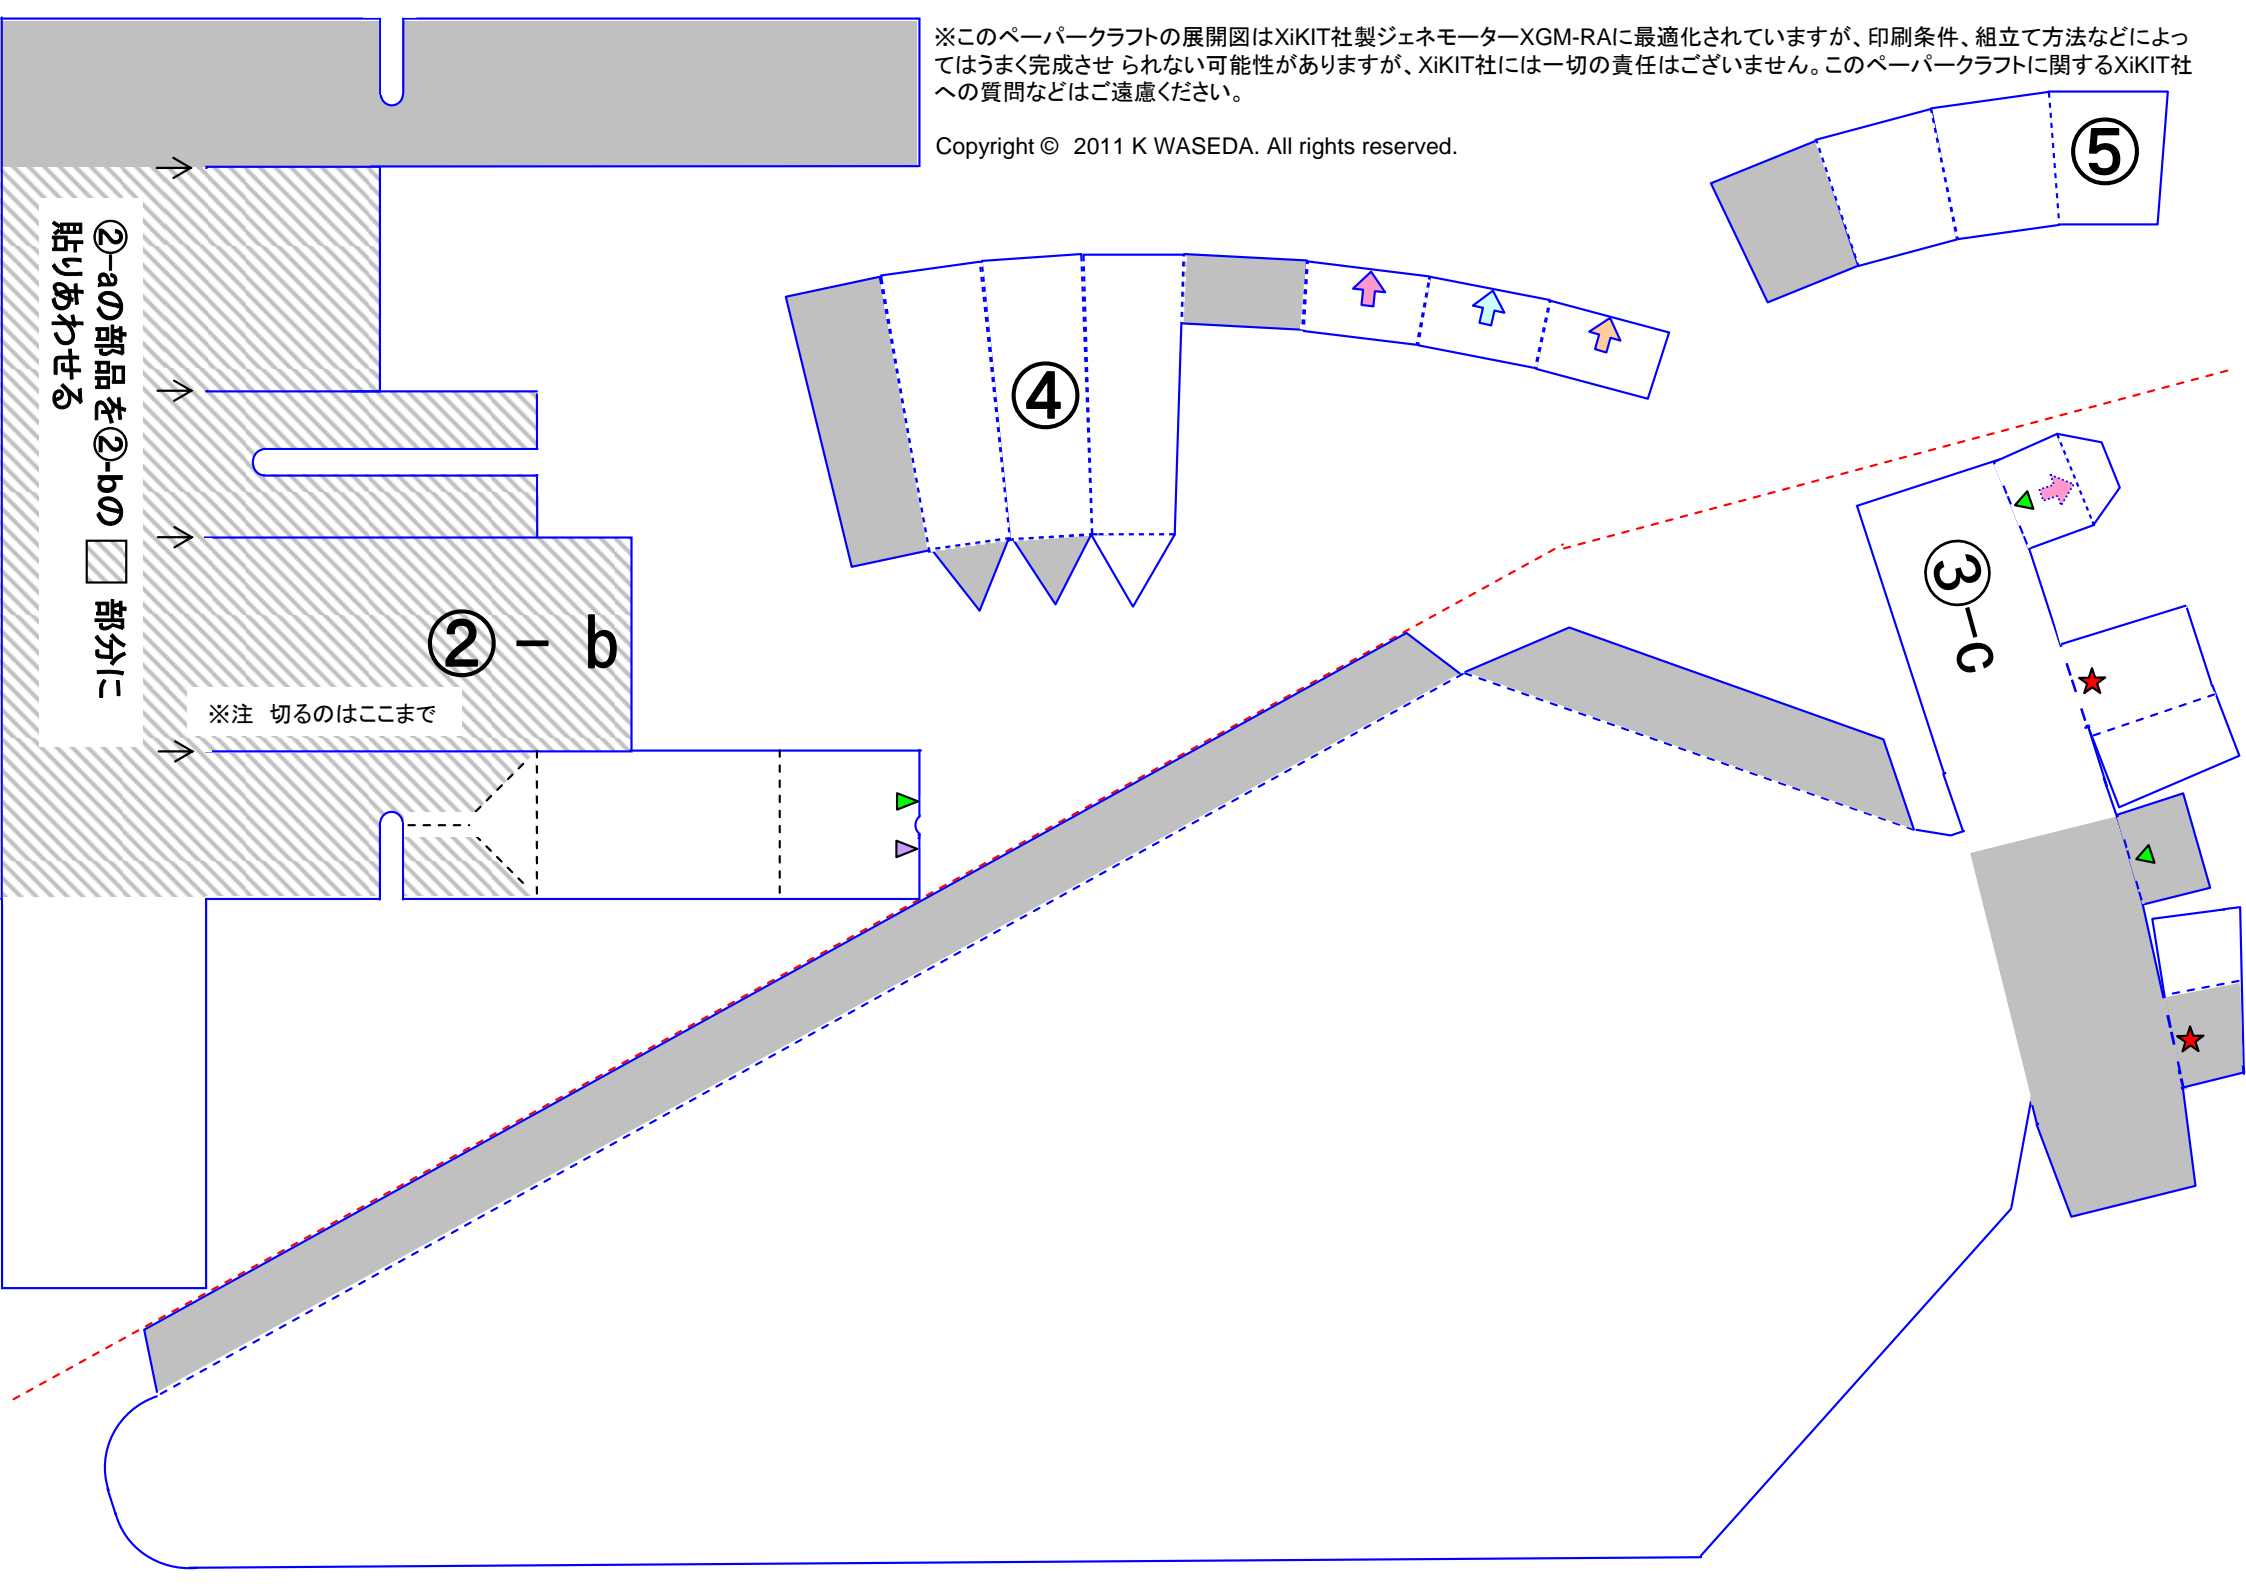 ※このペーパークラフトの展開図はXiKIT社製ジェネモーターXGM-RAに最適化されていますが、印刷条件、組立て方法などによっ
てはうまく完成させ られない可能性がありますが、XiKIT社には一切の責任はございません。このペーパークラフトに関するXiKIT社
への質問などはご遠慮ください。
Copyright © 2011 K WASEDA. All rights reserved.
⑤
④
③－c
②-aの部品を②-bの 部分に
貼りあわせる
②－ b
※注 切るのはここまで